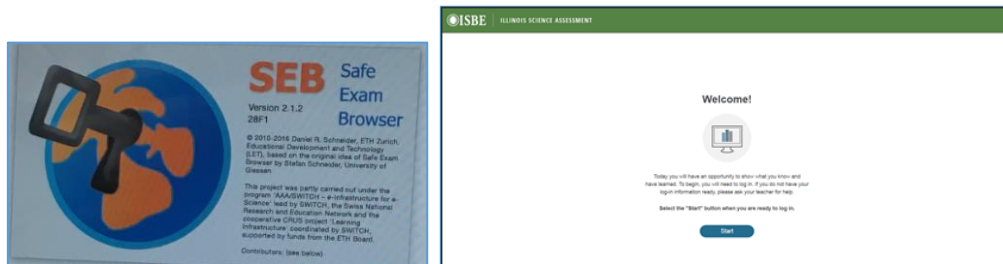 SEB Safe
Exam
Browser
Version 2.1.2
28F1
© 2010-2016 Daniel R. Schneider, ETH Zurich,
Educational Development and Technology
(LET), based on the original idea of Safe Exam
Browser by Stefan Schneider, University of
Giessen
This project was partly carried out under the
program 'AAA/SWITCH – e-Infrastructure for e-
Science' lead by SWITCH, the Swiss National
Research and Education Network and the
cooperative CRUS project 'Learning
Infrastructure' coordinated by SWITCH,
supported by funds from the ETH Board.
Contributors: (see below)
ISBE ILLINOIS SCIENCE ASSESSMENT
Welcome!
Today you will have an opportunity to show what you know and
have learned. To begin, you will need to log in. If you do not have your
log-in information ready, please ask your teacher for help.
Select the "Start" button when you are ready to log in.
Start